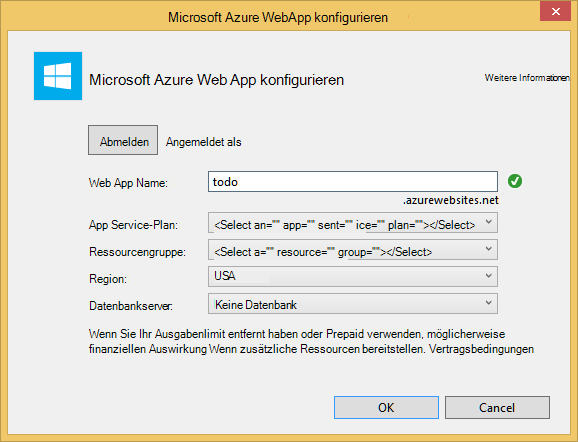 Microsoft Azure WebApp konfigurieren
Microsoft Azure Web App konfigurieren
Weitere Informationen
Abmelden Angemeldet als
Web App Name: todo
.azurewebsites.net
App Service-Plan: <Select an="" app="" sent="" ice="" plan=""></Select>
Ressourcengruppe: <Select a="" resource="" group=""></Select>
Region: USA
Datenbankserver: Keine Datenbank
Wenn Sie Ihr Ausgabenlimit entfernt haben oder Prepaid verwenden, möglicherweise
finanziellen Auswirkung Wenn zusätzliche Ressourcen bereitstellen. Vertragsbedingungen
OK Cancel